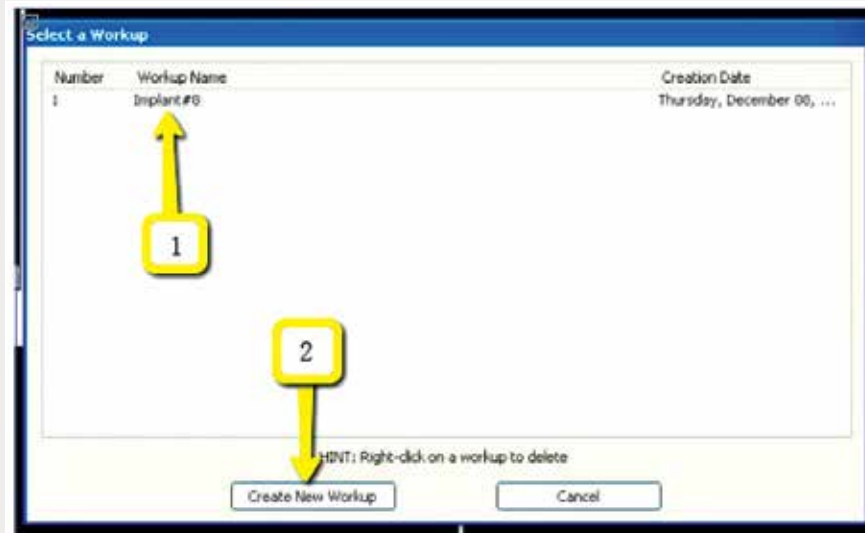 Select a Workup
Number Workup Name Creation Date
1 Implant#8 Thursday, December 08, ...
1
2
HINT: Right-click on a workup to delete
Create New Workup Cancel